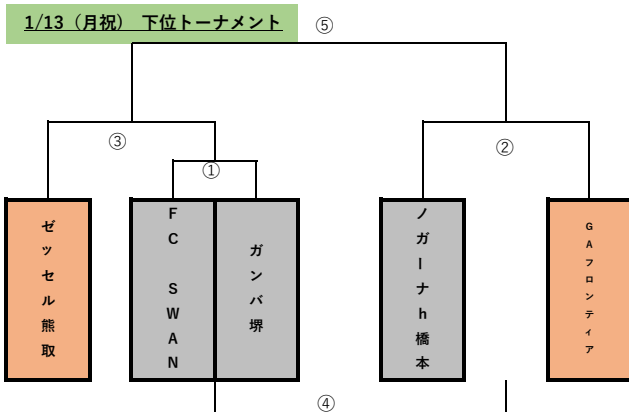 1/13（月祝）　下位トーナメント
⑤
③
②
①
ゼッセル熊取
FC SWAN
ガンバ堺
ノガーナh橋本
GAフロンティア
④